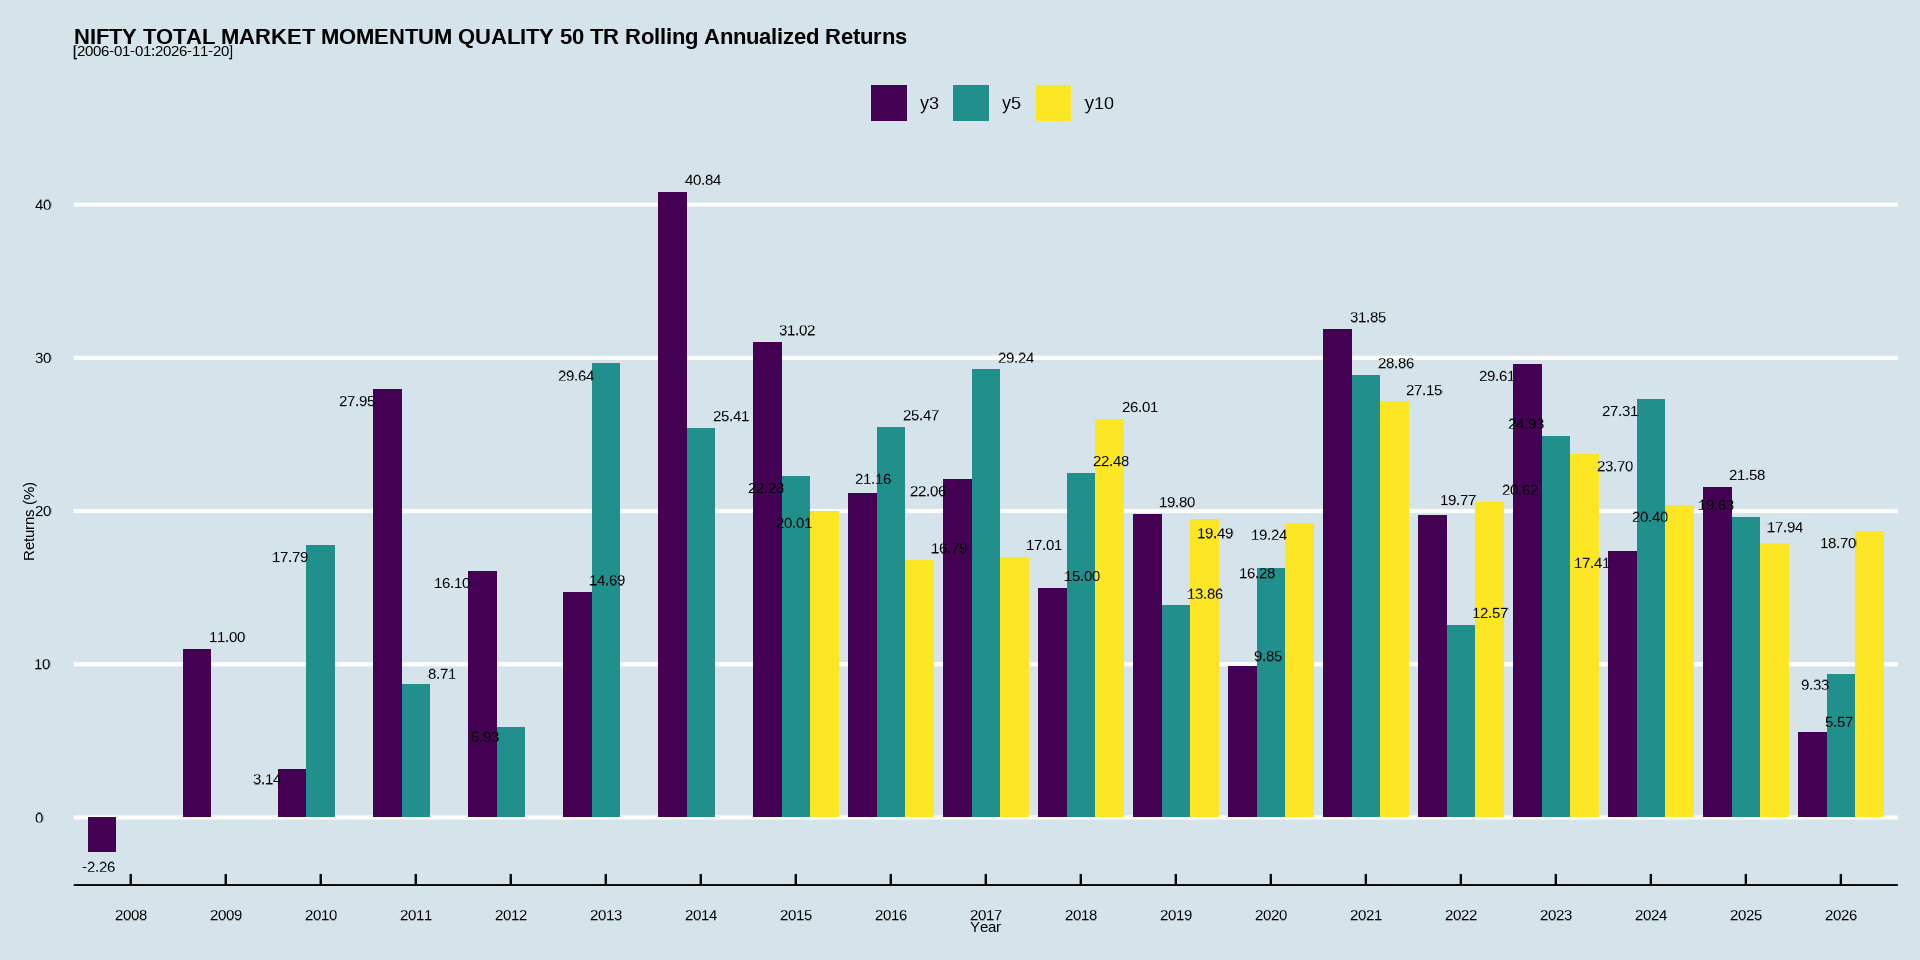 NIFTY TOTAL MARKET MOMENTUM QUALITY 50 TR Rolling Annualized Returns
[2006-01-01:2026-11-20]
y3 y5 y10
40.84
40
31.85
31.02
30 29.24
28.86
29.64 29.61
27.15
27.95 26.01 27.31
25.41 25.47
24.93
22.48 23.70
21.16 21.58
22.28 22.06 20.62
19.80 19.77 19.63
Returns (%)
20 20.01 20.40 17.94
19.49 19.24
17.01 18.70
17.79 16.79
17.41
16.10 14.69 15.00 16.28
13.86
12.57
11.00
10 9.85
8.71
9.33
5.93 5.57
3.14
0
-2.26
2008 2009 2010 2011 2012 2013 2014 2015 2016 2017 2018 2019 2020 2021 2022 2023 2024 2025 2026
Year